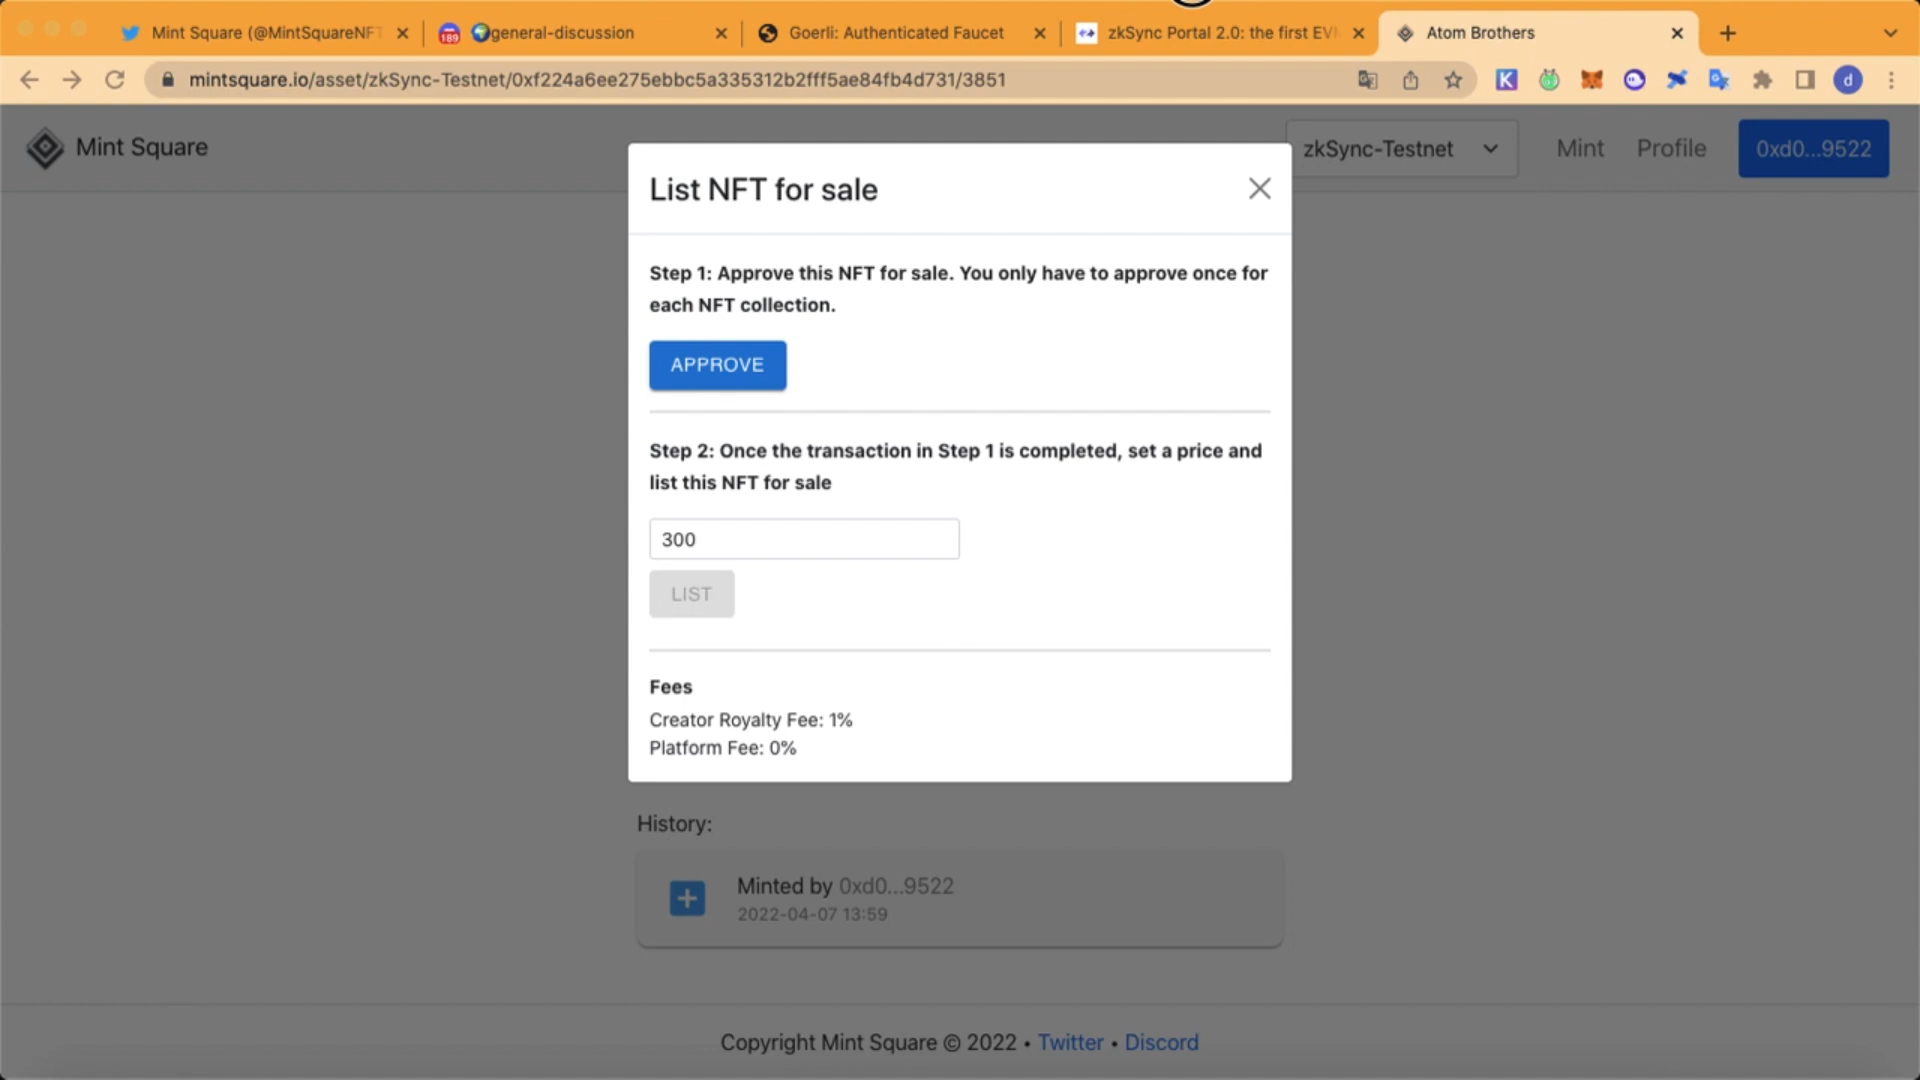 Mint Square (@MintSquareNFT
189
general-discussion
Goerli: Authenticated Faucet
zkSync Portal 2.0: the first EVM
Atom Brothers
mintsquare.io/asset/zkSync-Testnet/0xf224a6ee275ebbc5a335312b2fff5ae84fb4d731/3851
K
d
Mint Square
zkSync-Testnet
Mint
Profile
0xd0...9522
List NFT for sale
Step 1: Approve this NFT for sale. You only have to approve once for
each NFT collection.
APPROVE
Step 2: Once the transaction in Step 1 is completed, set a price and
list this NFT for sale
300
LIST
Fees
Creator Royalty Fee: 1%
Platform Fee: 0%
History:
Minted by 0xd0...9522
2022-04-07 13:59
Copyright Mint Square © 2022 • Twitter • Discord